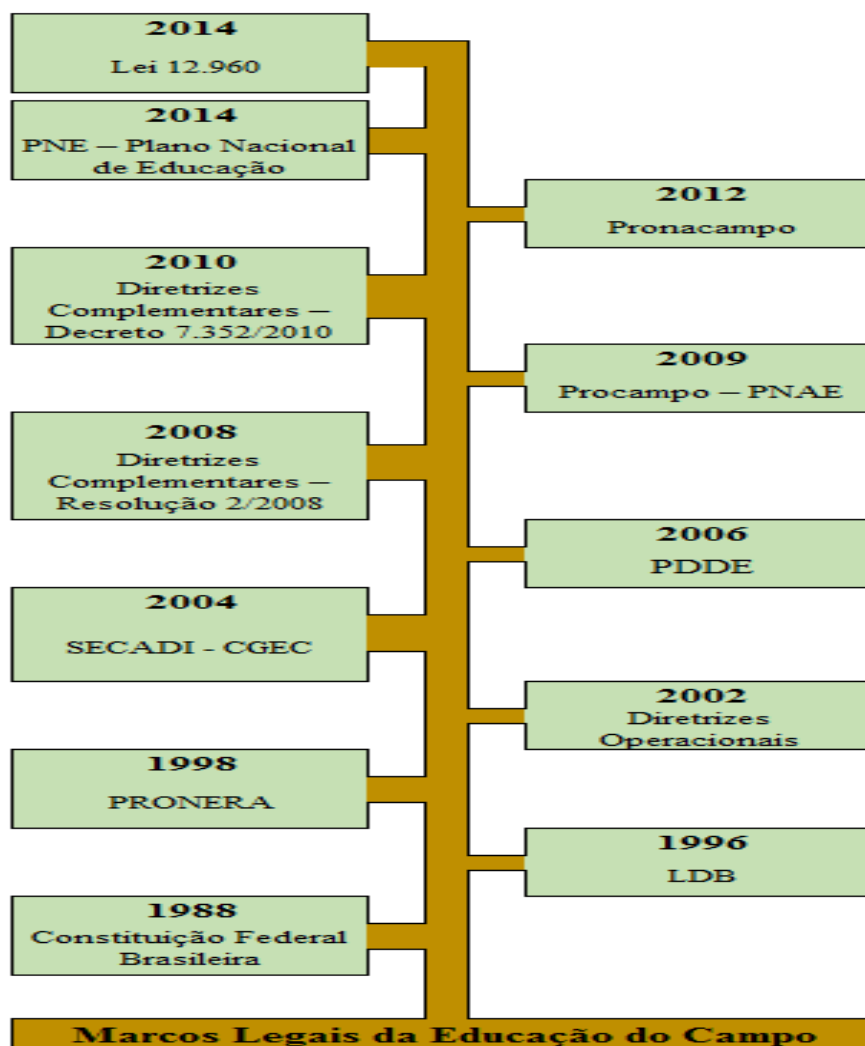 2014
Lei 12.960
2014
PNE – Plano Nacional
de Educação
2012
Pronacampo
2010
Diretrizes
Complementares –
Decreto 7.352/2010
2009
Procampo – PNAE
2008
Diretrizes
Complementares –
Resolução 2/2008
2006
PDDE
2004
SECADI - CGEC
2002
Diretrizes
Operacionais
1998
PRONERA
1996
LDB
1988
Constituição Federal
Brasileira
Marcos Legais da Educação do Campo